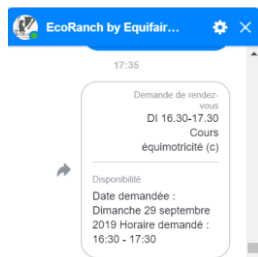 EcoRanch by Equifair...
17:35
Demande de rendez-
vous
DI 16.30-17.30
Cours
équimotricité (c)
Disponibilité
Date demandée :
Dimanche 29 septembre
2019 Horaire demandé :
16:30 - 17:30